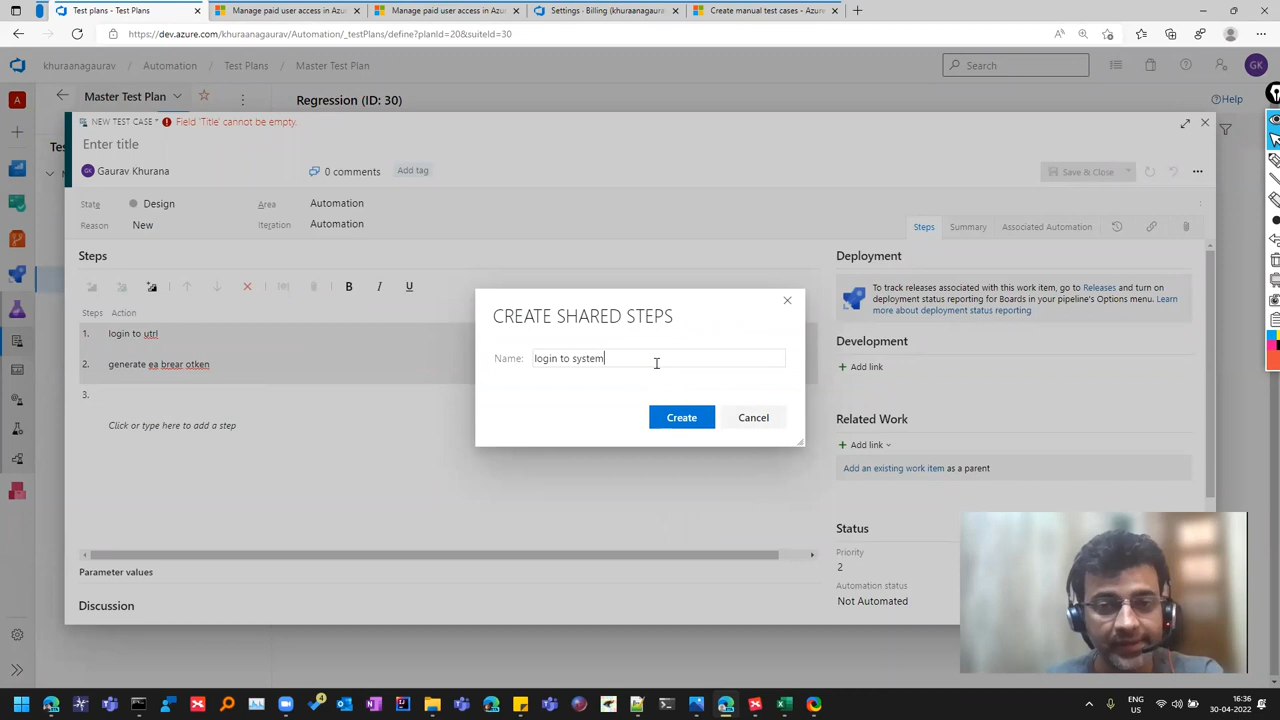 Test plans - Test Plans
Manage paid user access in Azu
Manage paid user access in Azu
Settings - Billing (khuraanagaura
Create manual test cases - Azure
https://dev.azure.com/khuraanagaurav/Automation/_testPlans/define?planId=20&suiteId=30
khuraanagaurav
Automation
Test Plans
Master Test Plan
Search
GK
A
Master Test Plan
Regression (ID: 30)
Help
NEW TEST CASE *
Field 'Title' cannot be empty.
Enter title
GK
Gaurav Khurana
0 comments
Add tag
Save & Close
State
Design
Area
Automation
Reason
New
Iteration
Automation
Steps
Summary
Associated Automation
Steps
B I U
Steps
Action
1.
login to utrl
2.
generate ea brear otken
3.
Click or type here to add a step
Parameter values
Discussion
CREATE SHARED STEPS
Name:
login to system
Create
Cancel
Deployment
To track releases associated with this work item, go to Releases and turn on
deployment status reporting for Boards in your pipeline's Options menu. Learn
more about deployment status reporting
Development
Add link
Related Work
Add link
Add an existing work item as a parent
Status
Priority
2
Automation status
Not Automated
ENG
US
16:36
30-04-2022